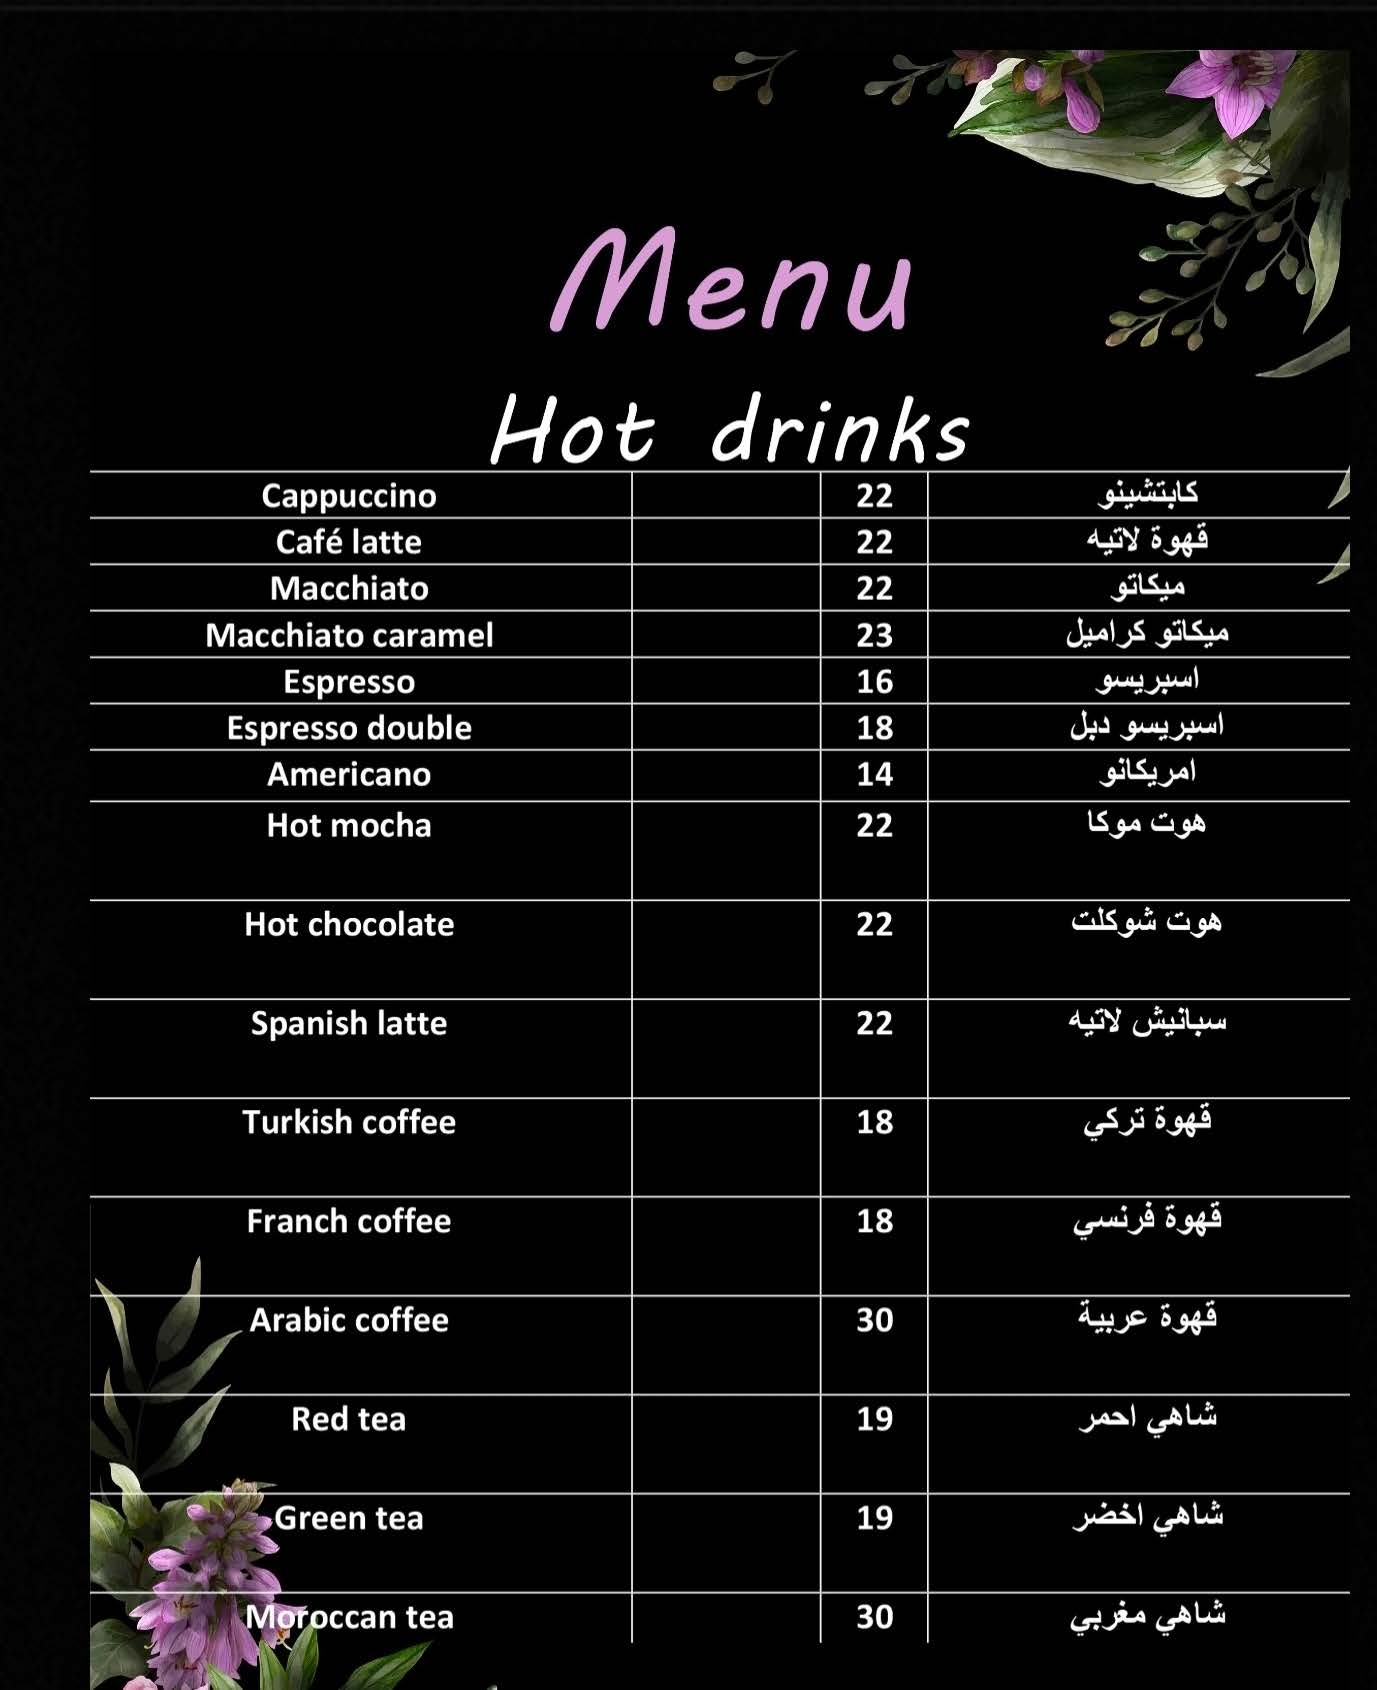 Menu
Hot drinks
Cappuccino 22 كابتشينو
Café latte 22 قهوة لاتيه
Macchiato 22 ميكاتو
Macchiato caramel 23 ميكاتو كراميل
Espresso 16 اسبريسو
Espresso double 18 اسبريسو دبل
Americano 14 امريكانو
Hot mocha 22 هوت موكا
Hot chocolate 22 هوت شوكلت
Spanish latte 22 سبانيش لاتيه
Turkish coffee 18 قهوة تركي
Franch coffee 18 قهوة فرنسي
Arabic coffee 30 قهوة عربية
Red tea 19 شاهي احمر
Green tea 19 شاهي اخضر
Moroccan tea 30 شاهي مغربي